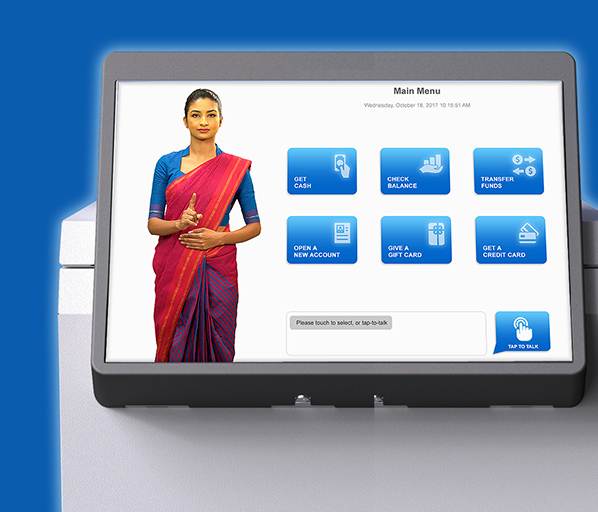 Main Menu
Wednesday, October 18, 2017 10:15:51 AM
GET
CASH
CHECK
BALANCE
TRANSFER
FUNDS
OPEN A
NEW ACCOUNT
GIVE A
GIFT CARD
GET A
CREDIT CARD
Please touch to select, or tap-to-talk
TAP TO TALK